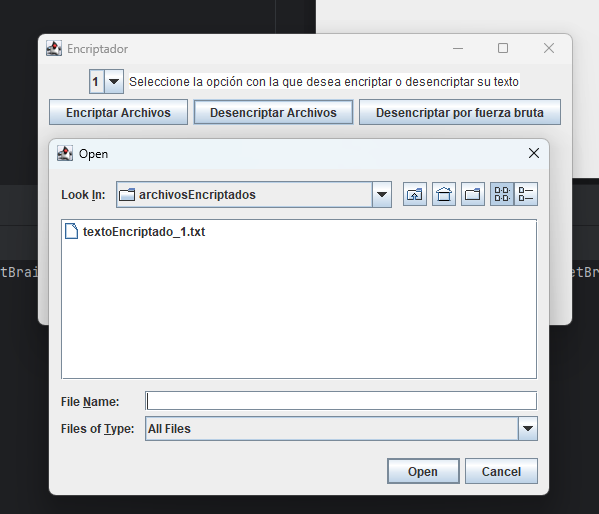 Encriptador
1 Seleccione la opción con la que desea encriptar o desencriptar su texto
Encriptar Archivos Desencriptar Archivos Desencriptar por fuerza bruta
Open
Look In: archivosEncriptados
textoEncriptado_1.txt
tBrai etBr
File Name:
Files of Type: All Files
Open Cancel